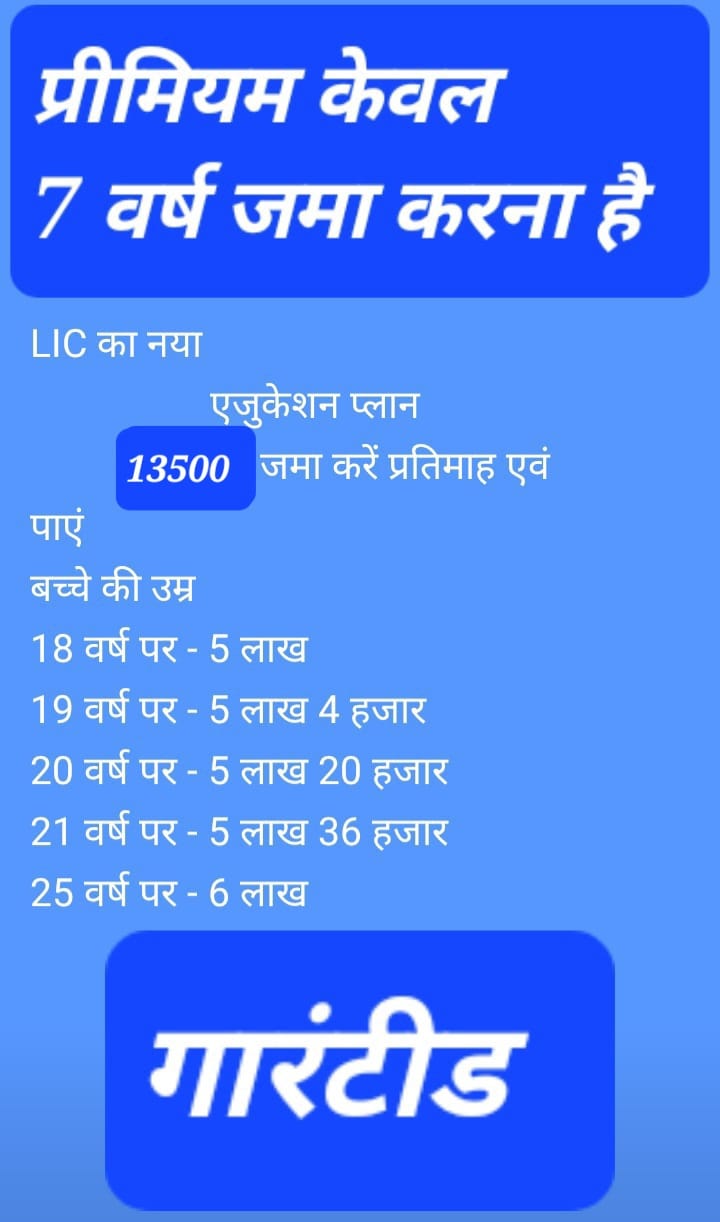 प्रीमियम केवल
7 वर्ष जमा करना है
LIC का नया
एजुकेशन प्लान
13500 जमा करें प्रतिमाह एवं
पाएं
बच्चे की उम्र
18 वर्ष पर - 5 लाख
19 वर्ष पर - 5 लाख 4 हजार
20 वर्ष पर - 5 लाख 20 हजार
21 वर्ष पर - 5 लाख 36 हजार
25 वर्ष पर - 6 लाख
गारंटीड